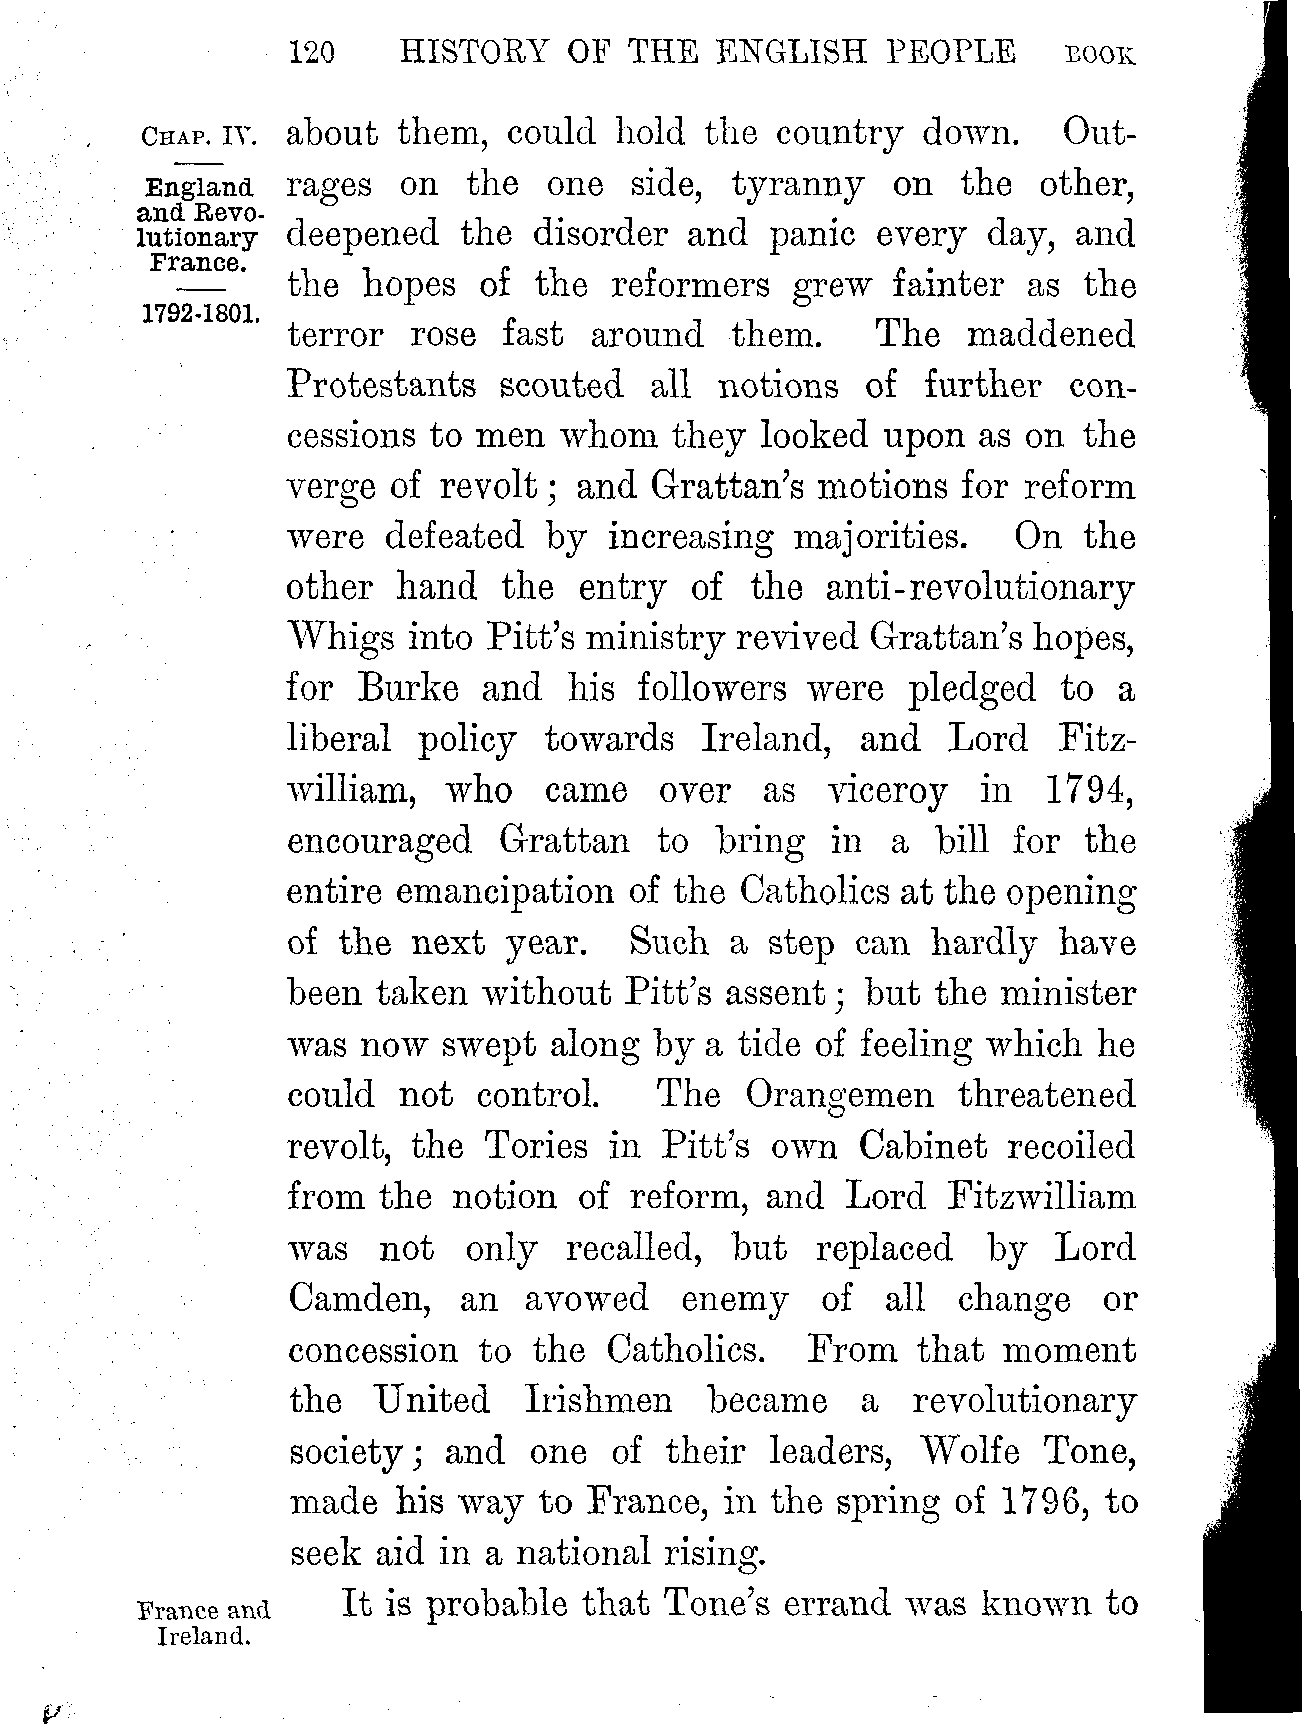 120 HISTORY OF THE ENGLISH PEOPLE BOOK
CHAP. IV.
England
and Revo-
lutionary
France.
1792-1801.
about them, could hold the country down. Out-
rages on the one side, tyranny on the other,
deepened the disorder and panic every day, and
the hopes of the reformers grew fainter as the
terror rose fast around them. The maddened
Protestants scouted all notions of further con-
cessions to men whom they looked upon as on the
verge of revolt; and Grattan's motions for reform
were defeated by increasing majorities. On the
other hand the entry of the anti-revolutionary
Whigs into Pitt's ministry revived Grattan's hopes,
for Burke and his followers were pledged to a
liberal policy towards Ireland, and Lord Fitz-
william, who came over as viceroy in 1794,
encouraged Grattan to bring in a bill for the
entire emancipation of the Catholics at the opening
of the next year. Such a step can hardly have
been taken without Pitt's assent; but the minister
was now swept along by a tide of feeling which he
could not control. The Orangemen threatened
revolt, the Tories in Pitt's own Cabinet recoiled
from the notion of reform, and Lord Fitzwilliam
was not only recalled, but replaced by Lord
Camden, an avowed enemy of all change or
concession to the Catholics. From that moment
the United Irishmen became a revolutionary
society; and one of their leaders, Wolfe Tone,
made his way to France, in the spring of 1796, to
seek aid in a national rising.
France and
Ireland.
It is probable that Tone's errand was known to